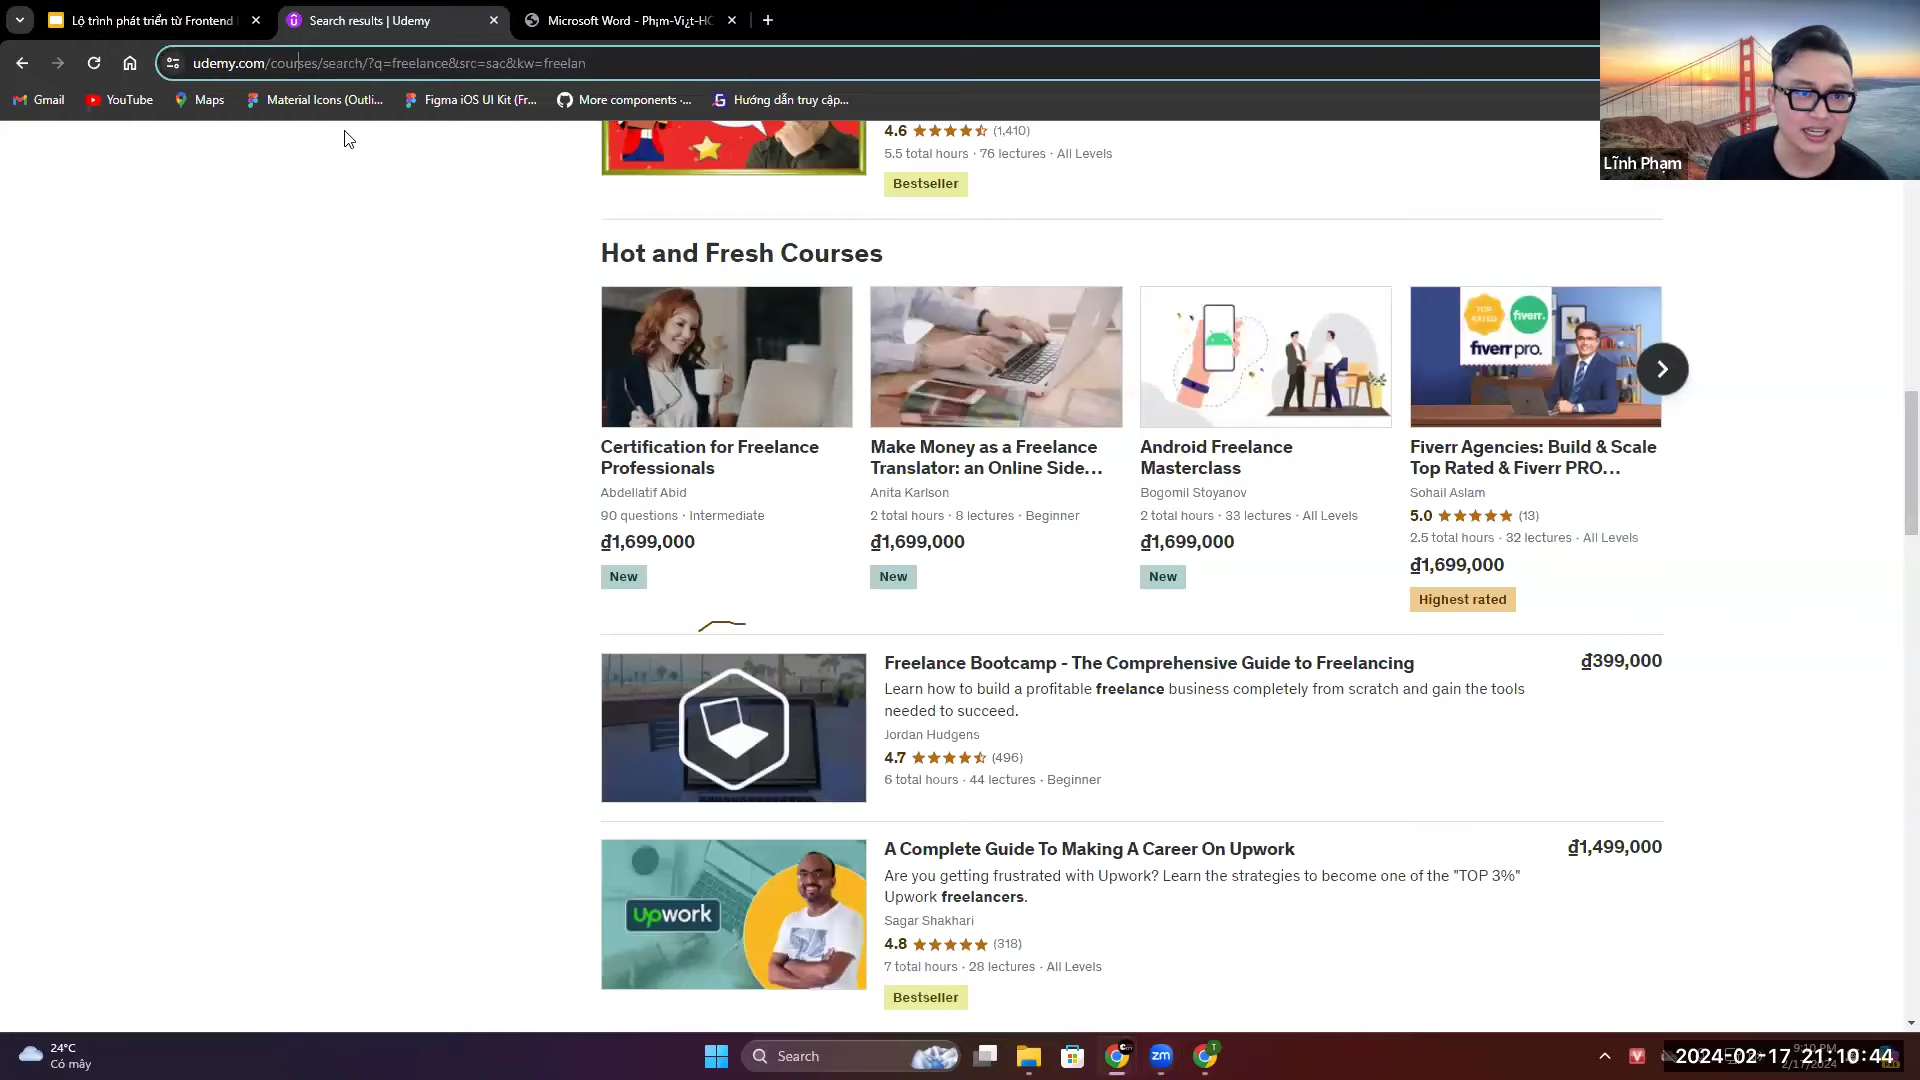 Lộ trình phát triển từ Frontend
Search results | Udemy
Microsoft Word - Ph¡m-Vi¿t-HC
udemy.com/courses/search/?q=freelance&src=sac&kw=freelan
Gmail
YouTube
Maps
Material Icons (Outli...
Figma iOS UI Kit (Fr...
More components ·...
Hướng dẫn truy cập...
Lĩnh Phạm
4.6 (1,410)
5.5 total hours · 76 lectures · All Levels
Bestseller
Hot and Fresh Courses
TOP RATED
fiverr.
fiverr pro.
Certification for Freelance
Professionals
Abdellatif Abid
90 questions · Intermediate
₫1,699,000
New
Make Money as a Freelance
Translator: an Online Side...
Anita Karlson
2 total hours · 8 lectures · Beginner
₫1,699,000
New
Android Freelance
Masterclass
Bogomil Stoyanov
2 total hours · 33 lectures · All Levels
₫1,699,000
New
Fiverr Agencies: Build & Scale
Top Rated & Fiverr PRO...
Sohail Aslam
5.0 (13)
2.5 total hours · 32 lectures · All Levels
₫1,699,000
Highest rated
Freelance Bootcamp - The Comprehensive Guide to Freelancing
₫399,000
Learn how to build a profitable freelance business completely from scratch and gain the tools
needed to succeed.
Jordan Hudgens
4.7 (496)
6 total hours · 44 lectures · Beginner
upwork
A Complete Guide To Making A Career On Upwork
₫1,499,000
Are you getting frustrated with Upwork? Learn the strategies to become one of the "TOP 3%"
Upwork freelancers.
Sagar Shakhari
4.8 (318)
7 total hours · 28 lectures · All Levels
Bestseller
24°C
Có mây
Search
zm
T
V
9:10 PM
2/17/2024
2024-02-17 21:10:44